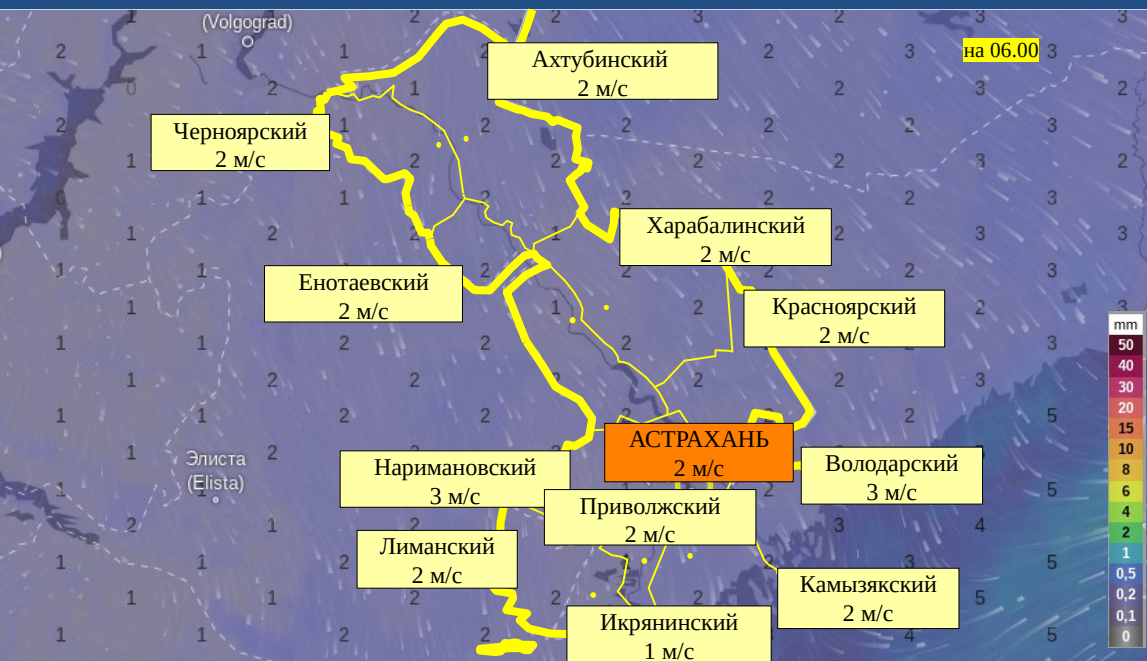 (Volgograd)
на 06.00
Ахтубинский
2 м/с
Черноярский
2 м/с
Харабалинский
2 м/с
Енотаевский
2 м/с
Красноярский
2 м/с
АСТРАХАНЬ
2 м/с
Элиста
(Elista)
Наримановский
3 м/с
Володарский
3 м/с
Приволжский
2 м/с
Лиманский
2 м/с
Камызякский
2 м/с
Икрянинский
1 м/с
mm
50
40
30
20
15
10
8
6
4
2
1
0,5
0,2
0,1
0